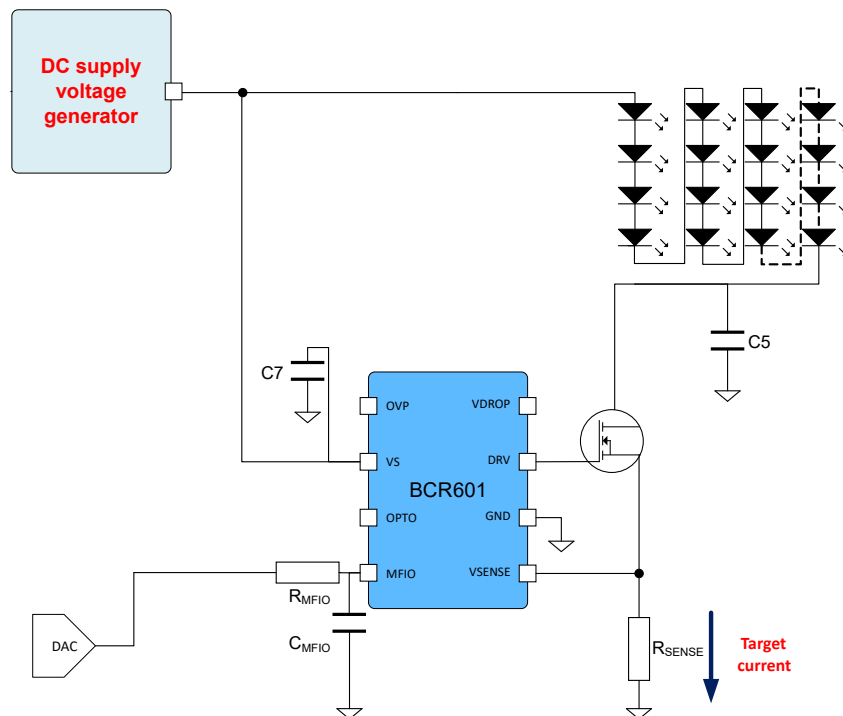 DC supply
voltage
generator
C7
C5
OVP
VDROP
VS
DRV
BCR601
OPTO
GND
MFIO
VSENSE
RMFIO
CMFIO
DAC
RSENSE
Target
current